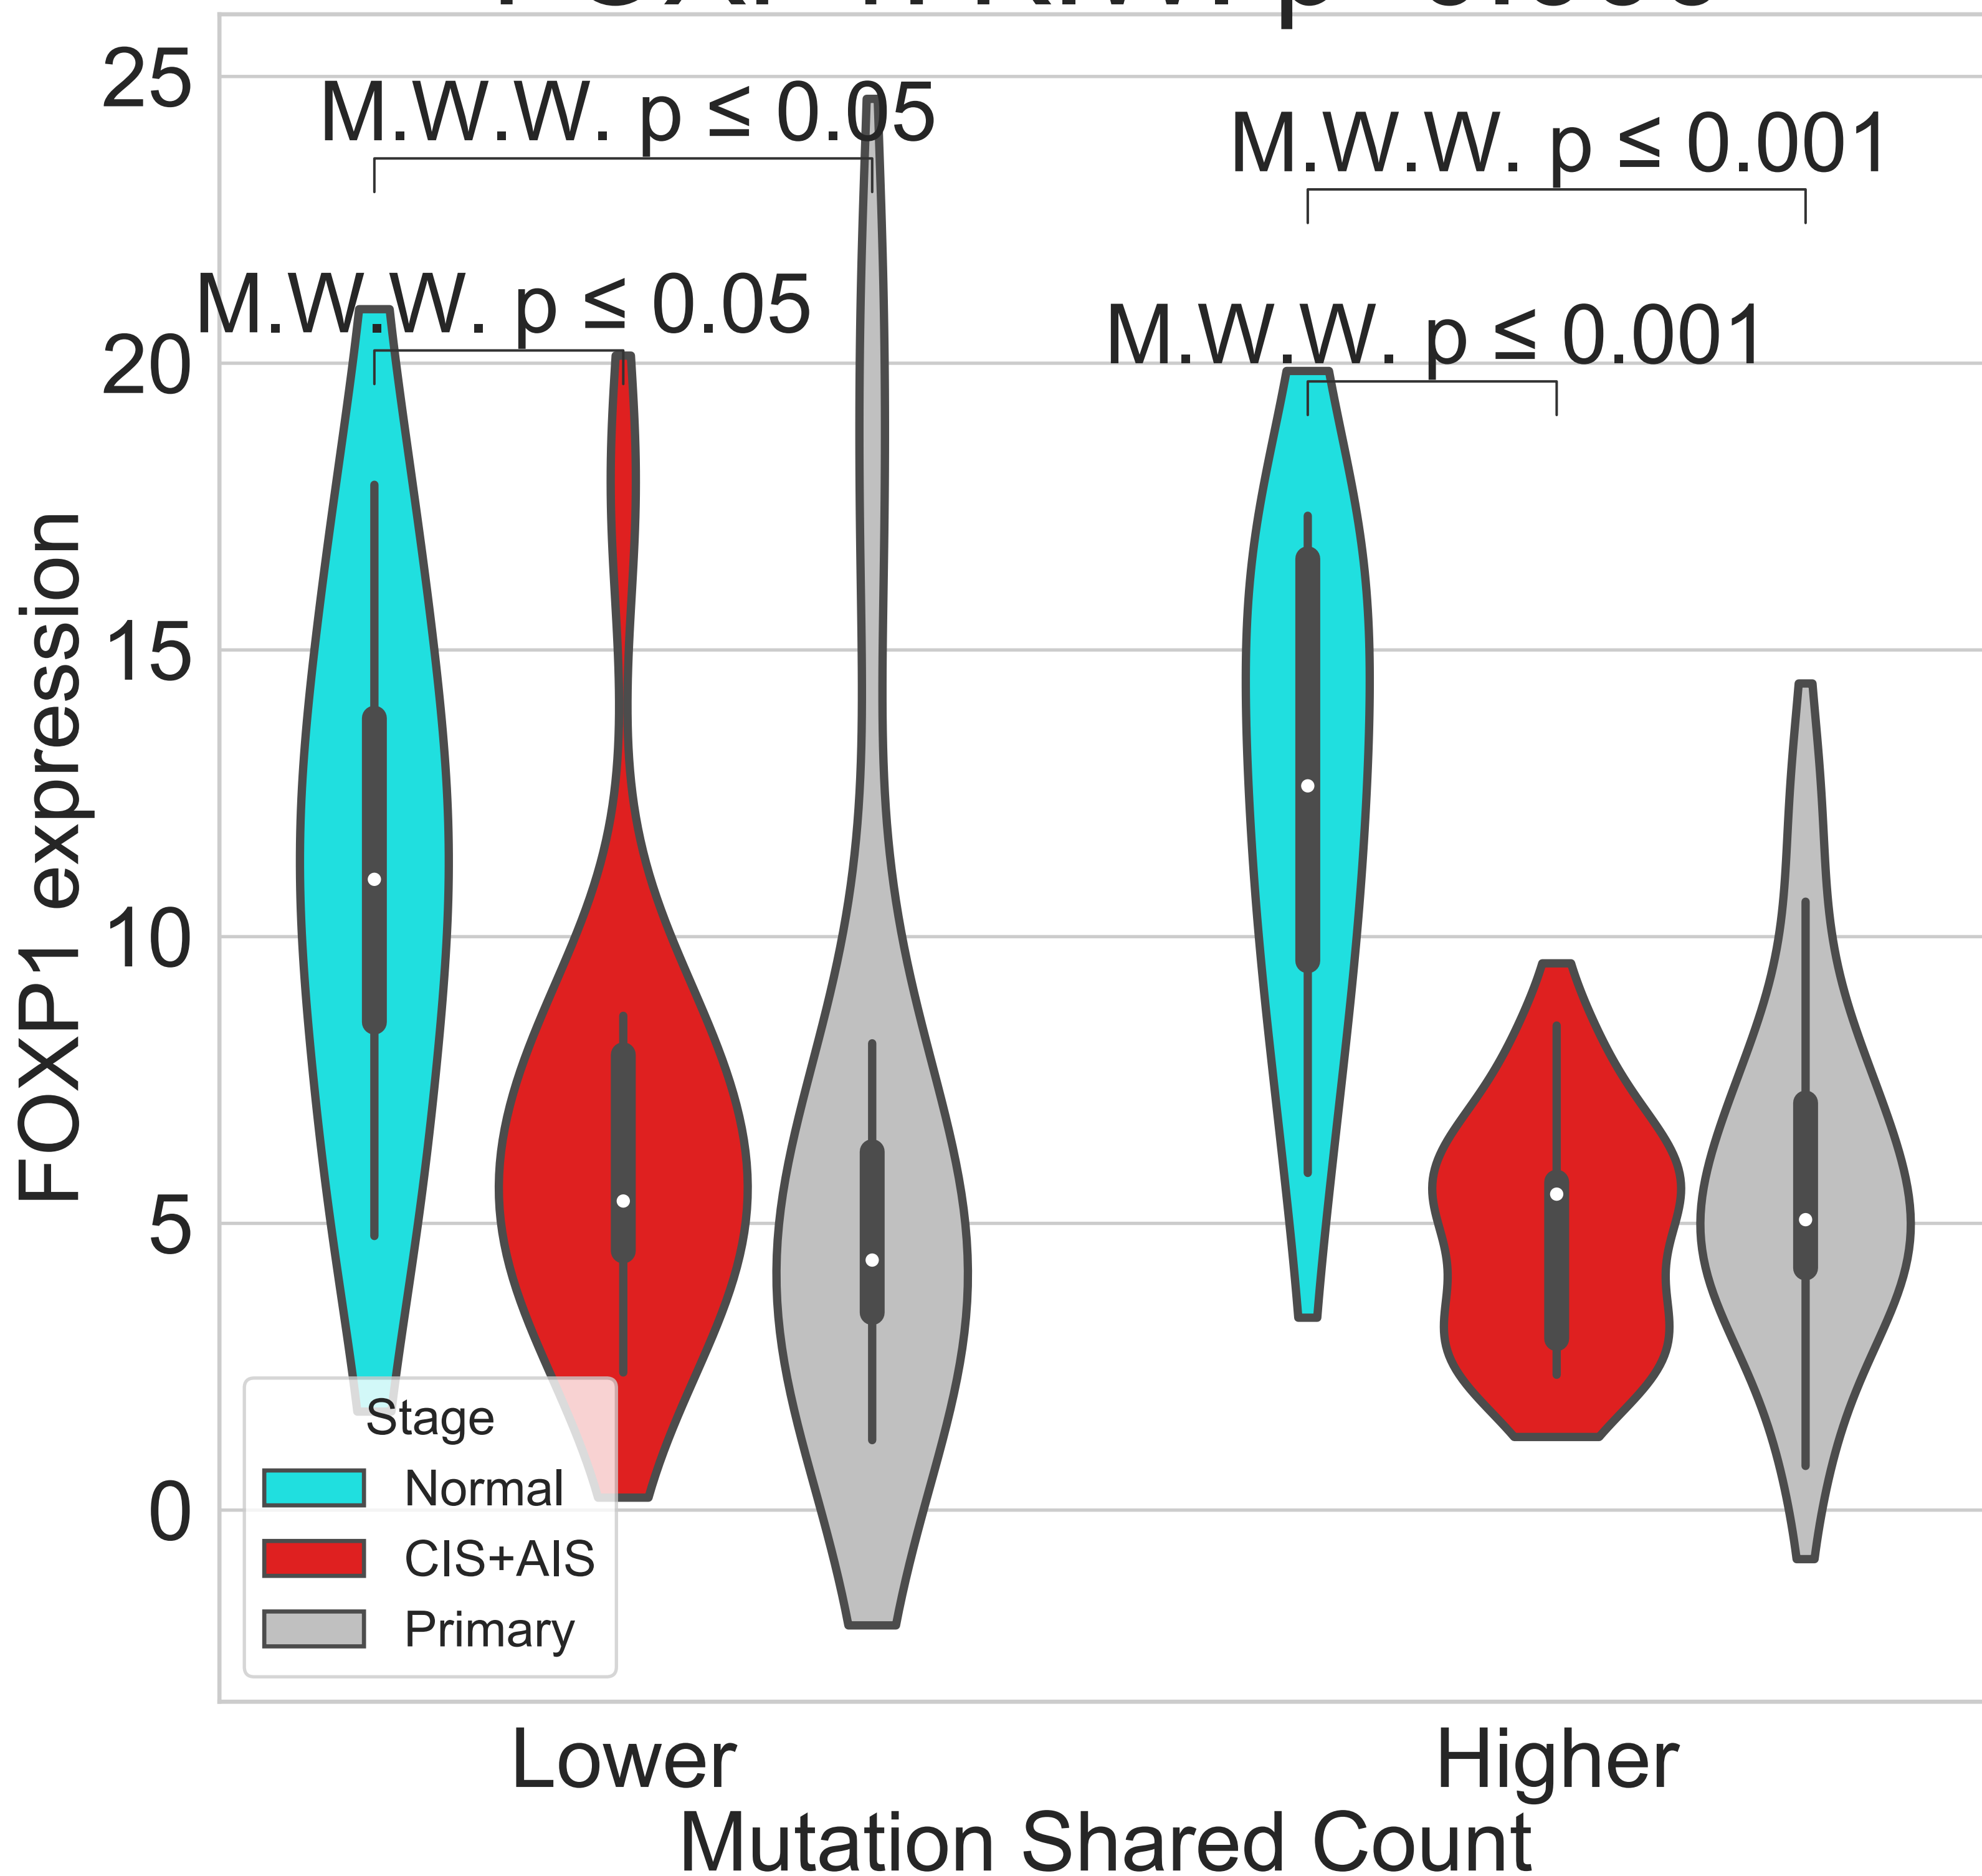 25
M.W.W. p ≤ 0.05
M.W.W. p ≤ 0.001
M.W.W. p ≤ 0.05
M.W.W. p ≤ 0.001
20
15
10
5
0
FOXP1 expression
Stage
Normal
CIS+AIS
Primary
Lower
Higher
Mutation Shared Count